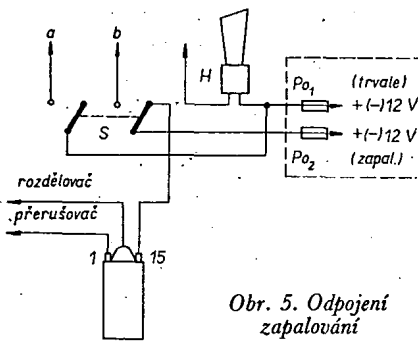 a b
H
Po1 (trvale)
+(−)12 V
S
+(−)12 V
Po2 (zapal.)
rozdělovač
přerušovač
1 15
Obr. 5. Odpojení
zapalování